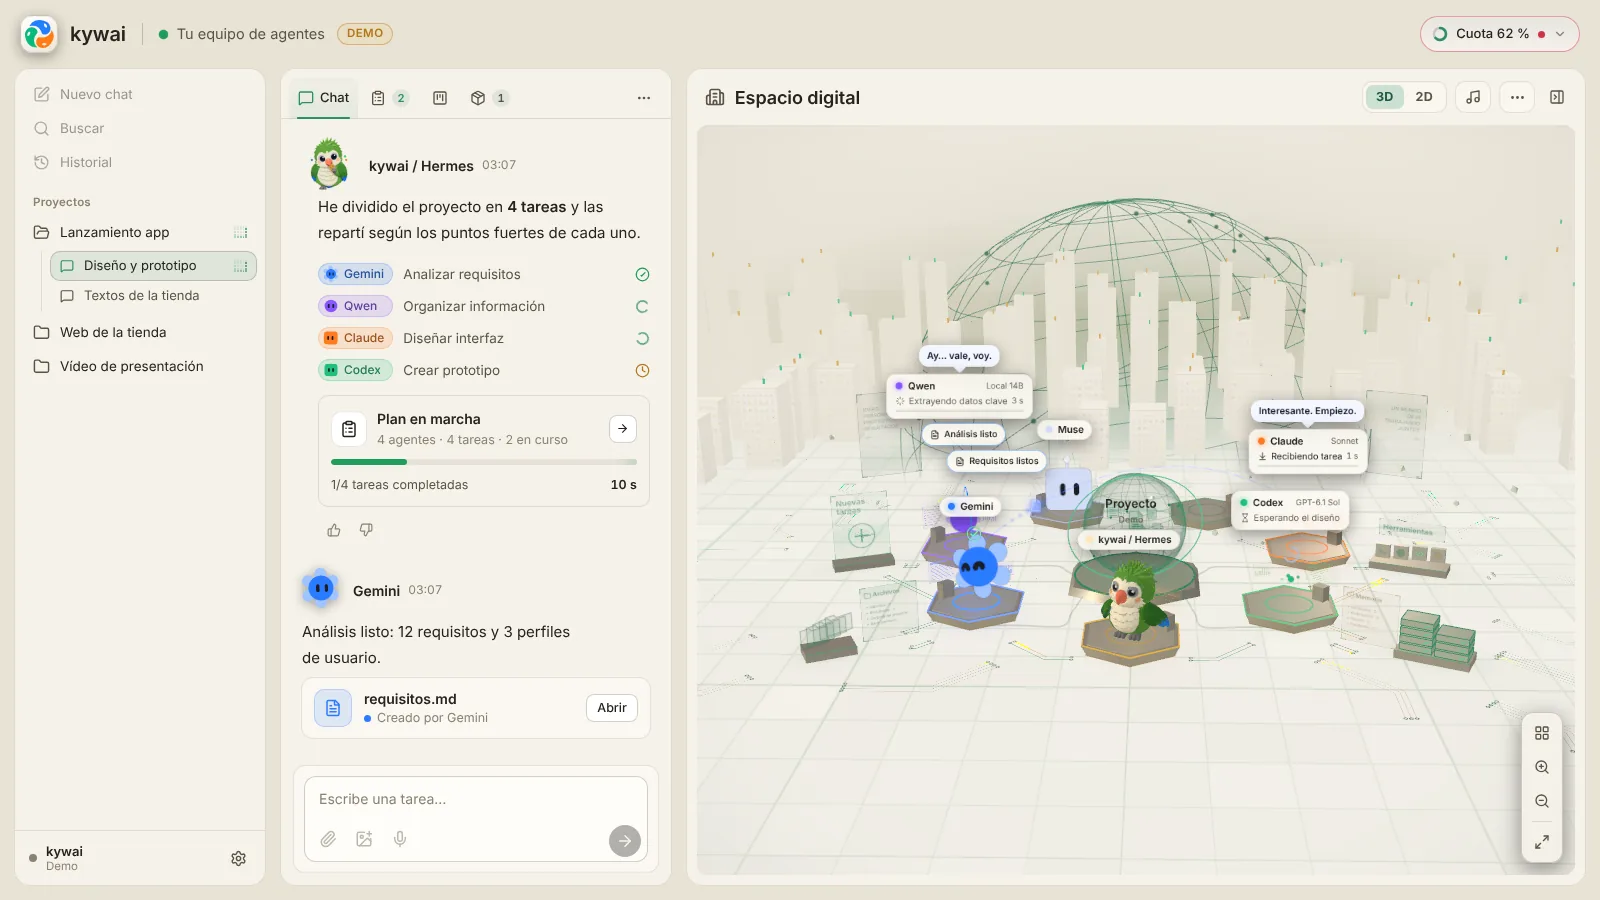 kywai
Tu equipo de agentes
DEMO
Cuota 62 %
Nuevo chat
Buscar
Historial
Proyectos
Lanzamiento app
Diseño y prototipo
Textos de la tienda
Web de la tienda
Vídeo de presentación
kywai
Demo
Chat
2
1
kywai / Hermes 03:07
He dividido el proyecto en 4 tareas y las
repartí según los puntos fuertes de cada uno.
Gemini Analizar requisitos
Qwen Organizar información
Claude Diseñar interfaz
Codex Crear prototipo
Plan en marcha
4 agentes · 4 tareas · 2 en curso
1/4 tareas completadas 10 s
Gemini 03:07
Análisis listo: 12 requisitos y 3 perfiles
de usuario.
requisitos.md
Creado por Gemini
Abrir
Escribe una tarea...
Espacio digital
3D 2D
Ay... vale, voy.
Qwen Local 14B
Extrayendo datos clave 3 s
Análisis listo
Muse
Requisitos listos
Interesante. Empiezo.
Claude Sonnet
Recibiendo tarea 1 s
Gemini
Proyecto
Demo
kywai / Hermes
Codex GPT-6.1 Sol
Esperando el diseño
Nuevas
tareas
Herramientas
Archivos